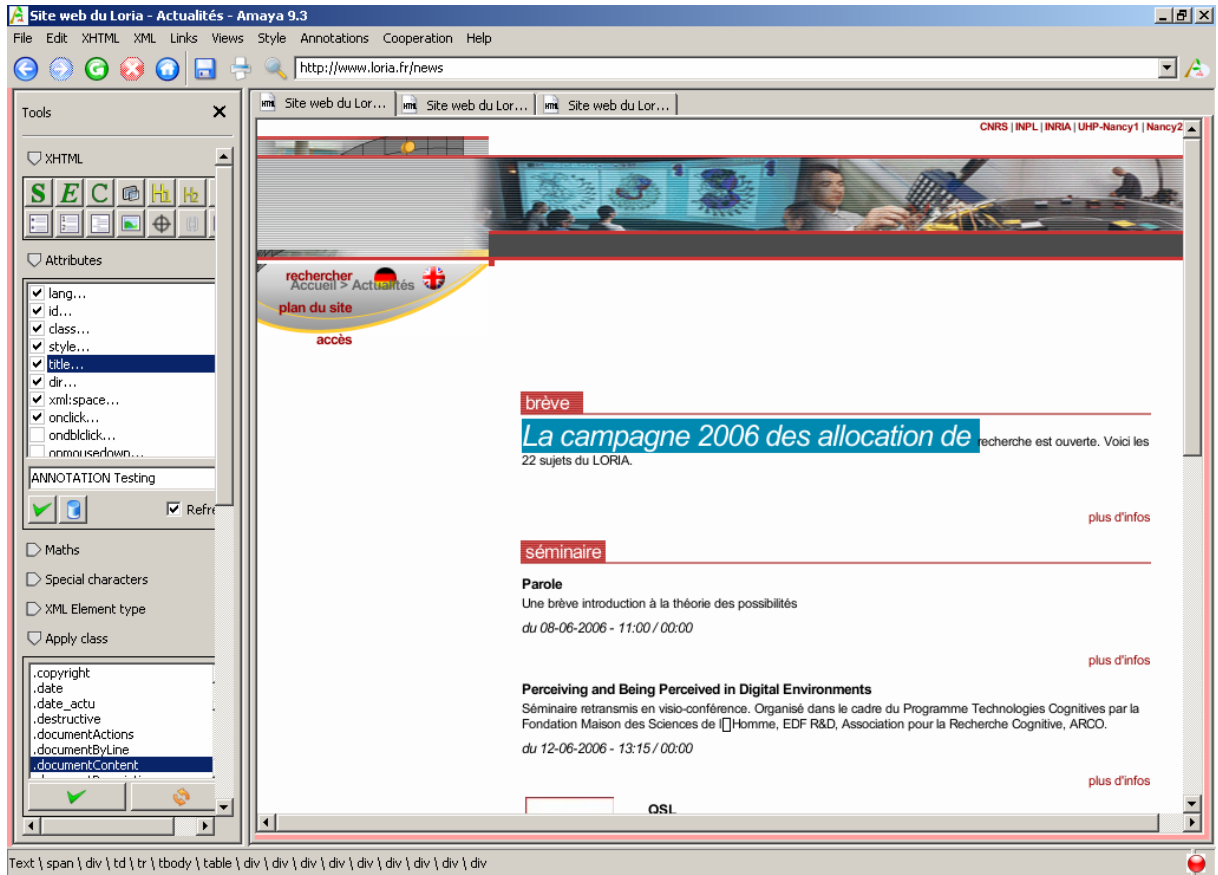 Site web du Loria - Actualités - Amaya 9.3
File Edit XHTML XML Links Views Style Annotations Cooperation Help
http://www.loria.fr/news
Tools
Site web du Lor... Site web du Lor... Site web du Lor...
CNRS | INPL | INRIA | UHP-Nancy1 | Nancy2
XHTML
S E C H1 H2
Attributes
lang...
id...
class...
style...
title...
dir...
xml:space...
onclick...
ondblclick...
onmousedown...
ANNOTATION Testing
Refre
Maths
Special characters
XML Element type
Apply class
.copyright
.date
.date_actu
.destructive
.documentActions
.documentByLine
.documentContent
rechercher
Accueil > Actualités
plan du site
accès
brève
La campagne 2006 des allocation de recherche est ouverte. Voici les
22 sujets du LORIA.
plus d'infos
séminaire
Parole
Une brève introduction à la théorie des possibilités
du 08-06-2006 - 11:00 / 00:00
plus d'infos
Perceiving and Being Perceived in Digital Environments
Séminaire retransmis en visio-conférence. Organisé dans le cadre du Programme Technologies Cognitives par la
Fondation Maison des Sciences de l▯Homme, EDF R&D, Association pour la Recherche Cognitive, ARCO.
du 12-06-2006 - 13:15 / 00:00
plus d'infos
QSL
Text \ span \ div \ td \ tr \ tbody \ table \ div \ div \ div \ div \ div \ div \ div \ div \ div